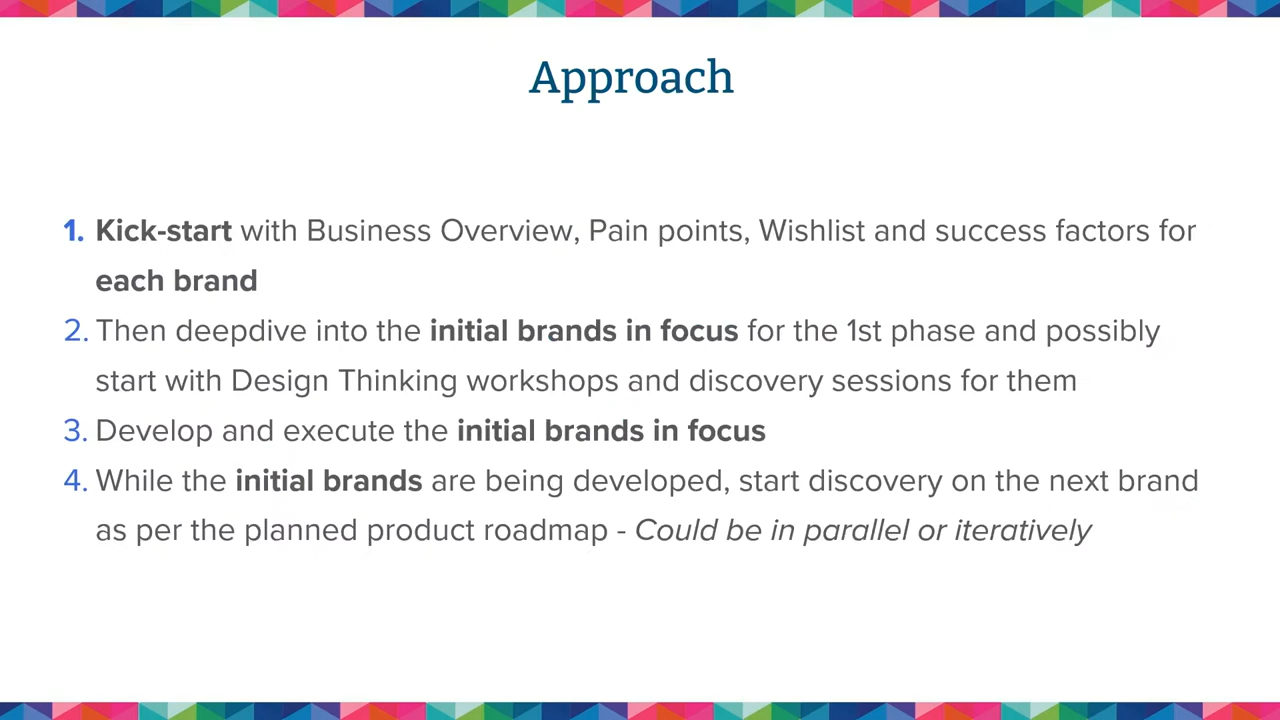 Approach
1. Kick-start with Business Overview, Pain points, Wishlist and success factors for
each brand
2. Then deepdive into the initial brands in focus for the 1st phase and possibly
start with Design Thinking workshops and discovery sessions for them
3. Develop and execute the initial brands in focus
4. While the initial brands are being developed, start discovery on the next brand
as per the planned product roadmap - Could be in parallel or iteratively